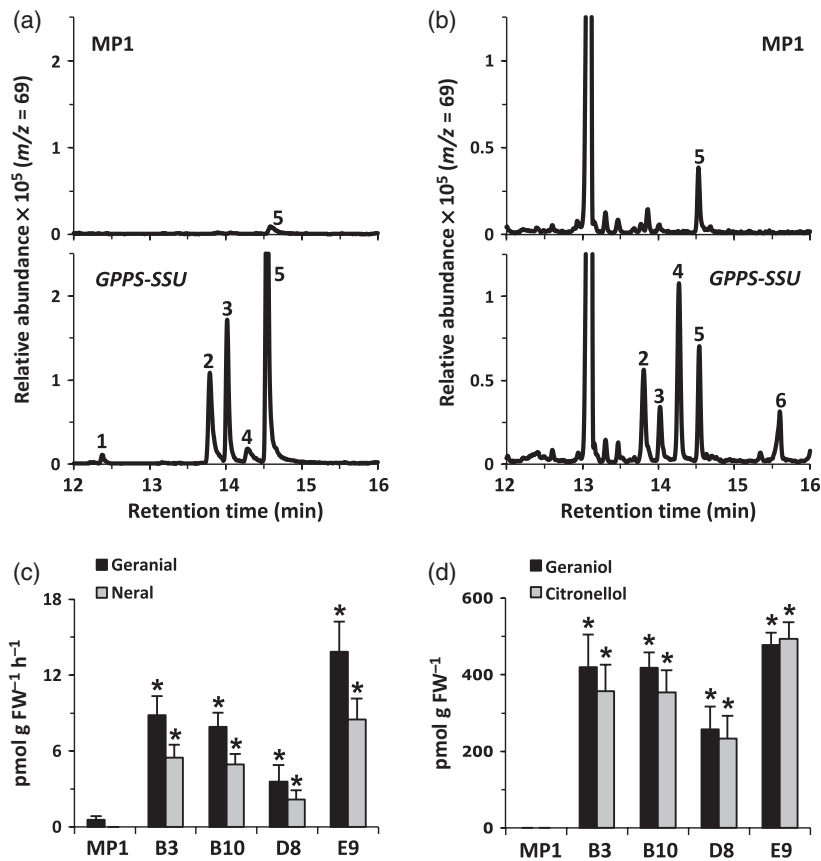 (a)
MP1
2
1
0
5
Relative abundance × 10⁵ (m/z = 69)
GPPS-SSU
2
1
0
1
2
3
4
5
12 13 14 15 16
Retention time (min)
(b)
MP1
1
0.5
0
5
Relative abundance × 10⁵ (m/z = 69)
GPPS-SSU
1
0.5
0
2
3
4
5
6
12 13 14 15 16
Retention time (min)
(c)
Geranial
Neral
18
12
6
0
pmol g FW⁻¹ h⁻¹
* * * * * * * *
MP1 B3 B10 D8 E9
(d)
Geraniol
Citronellol
600
400
200
0
pmol g FW⁻¹
* * * * * * * *
MP1 B3 B10 D8 E9